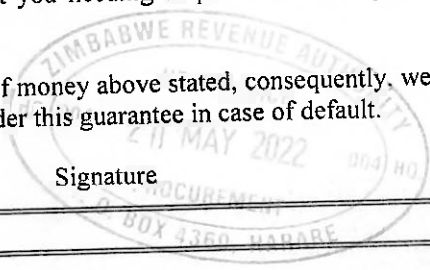 f money above stated, consequently, we
der this guarantee in case of default.
Signature
ZIMBABWE REVENUE AUTHORITY
MAY 2022
PROCUREMENT
P. O. BOX 4360, HARARE